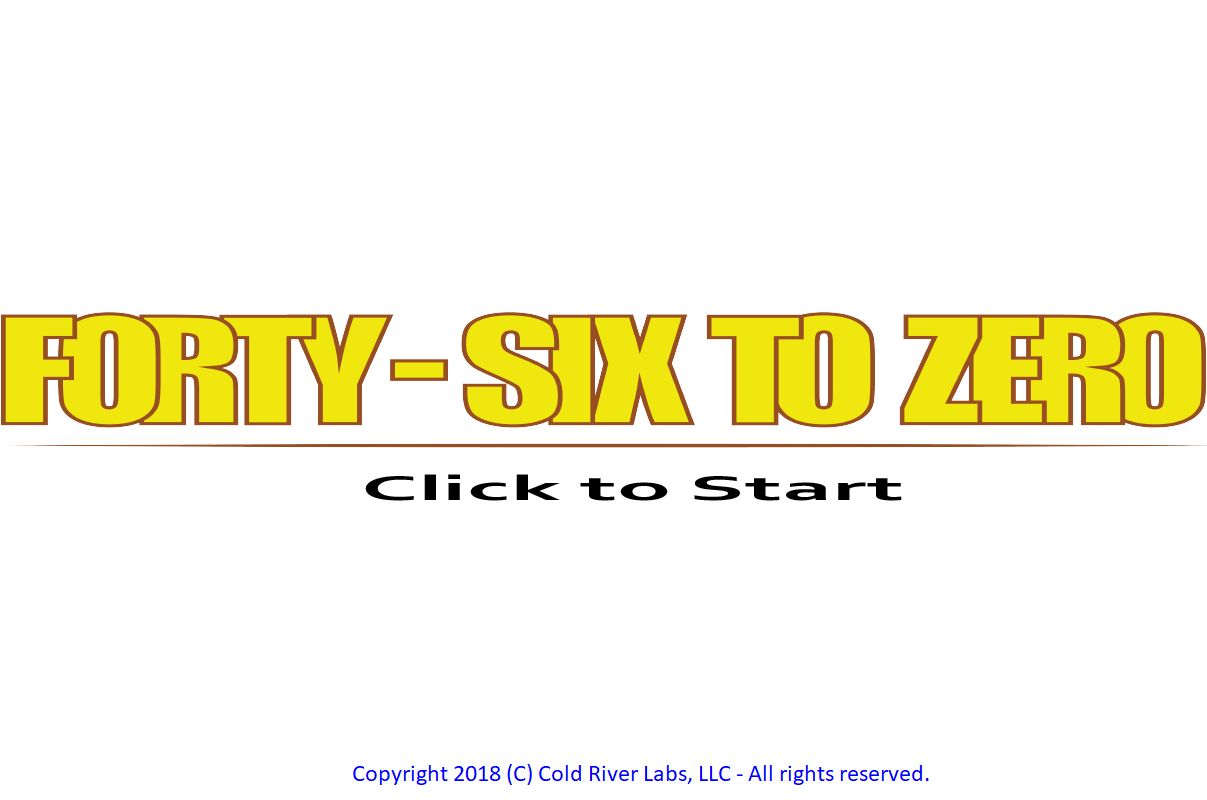 FORTY - SIX TO ZERO
Click to Start
Copyright 2018 (C) Cold River Labs, LLC - All rights reserved.